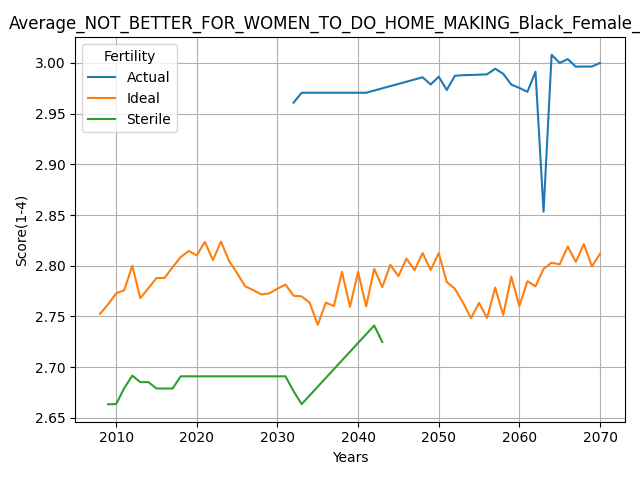 Average_NOT_BETTER_FOR_WOMEN_TO_DO_HOME_MAKING_Black_Female_
Fertility
Actual
Ideal
Sterile
3.00
2.95
2.90
2.85
2.80
2.75
2.70
2.65
Score(1-4)
2010 2020 2030 2040 2050 2060 2070
Years